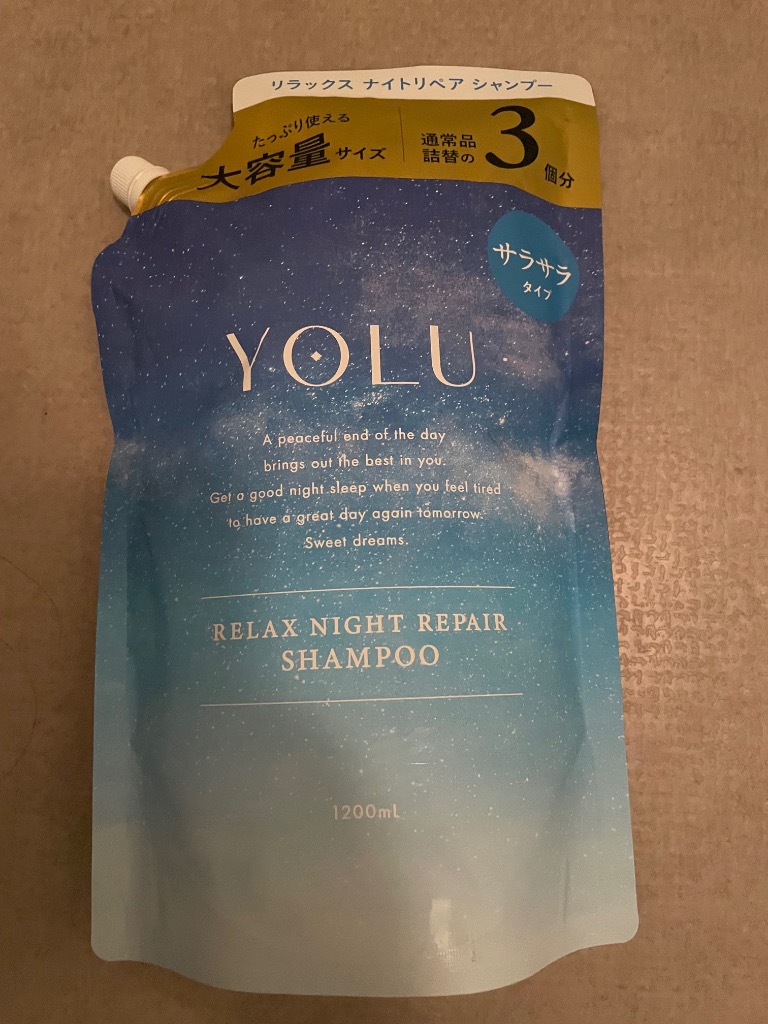 リラックス ナイトリペア シャンプー
たっぷり使える
大容量サイズ
通常品
詰替の
3個分
サラサラ
タイプ
YOLU
A peaceful end of the day
brings out the best in you.
Get a good night sleep when you feel tired
to have a great day again tomorrow.
Sweet dreams.
RELAX NIGHT REPAIR
SHAMPOO
1200mL